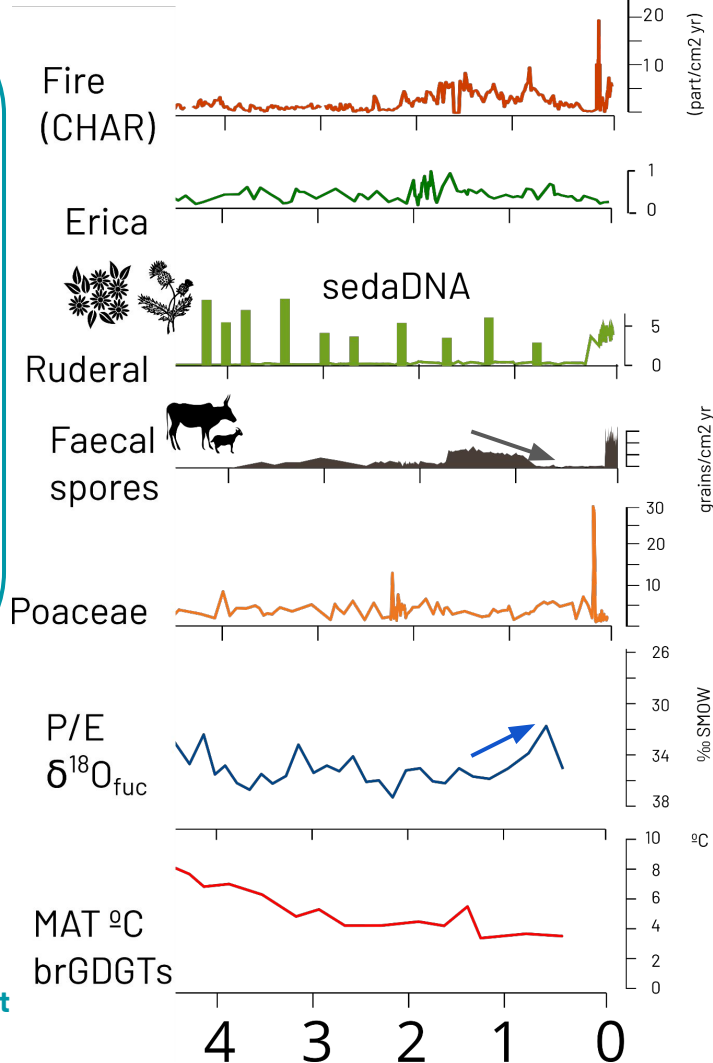 20
(part/cm2 yr)
10
Fire
(CHAR)
1
0
Erica
sedaDNA
5
0
Ruderal
Faecal
spores
grains/cm2 yr
30
20
10
Poaceae
26
30
34
38
‰ SMOW
P/E
δ¹⁸O fuc
10
ºC
8
6
4
2
0
MAT ºC
brGDGTs
t
4 3 2 1 0